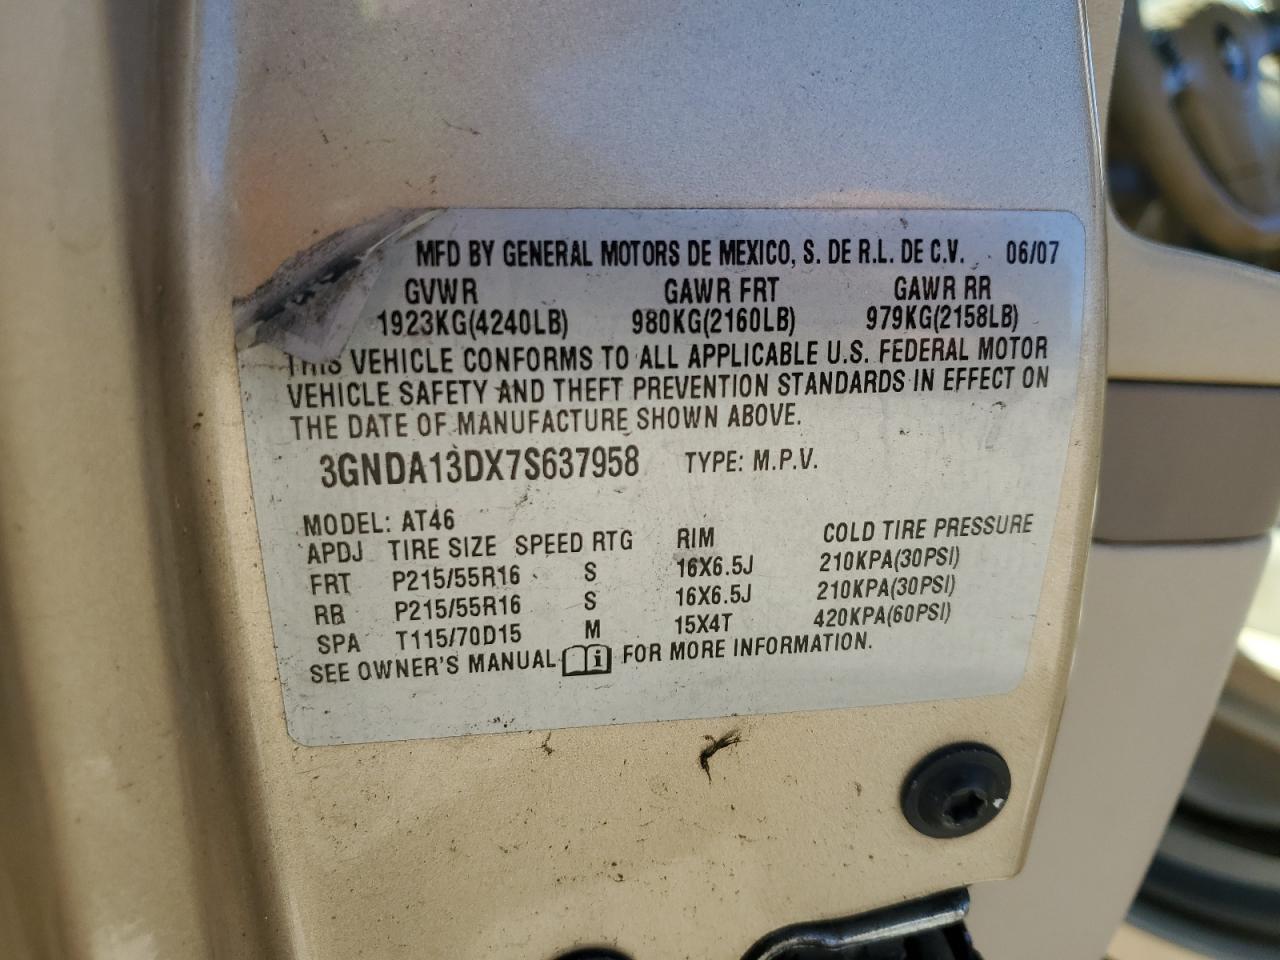 MFD BY GENERAL MOTORS DE MEXICO, S. DE R.L. DE C.V. 06/07
GVWR GAWR FRT GAWR RR
1923KG(4240LB) 980KG(2160LB) 979KG(2158LB)
THIS VEHICLE CONFORMS TO ALL APPLICABLE U.S. FEDERAL MOTOR
VEHICLE SAFETY AND THEFT PREVENTION STANDARDS IN EFFECT ON
THE DATE OF MANUFACTURE SHOWN ABOVE.
3GNDA13DX7S637958 TYPE: M.P.V.
MODEL: AT46
APDJ TIRE SIZE SPEED RTG RIM COLD TIRE PRESSURE
FRT P215/55R16 S 16X6.5J 210KPA(30PSI)
RR P215/55R16 S 16X6.5J 210KPA(30PSI)
SPA T115/70D15 M 15X4T 420KPA(60PSI)
SEE OWNER'S MANUAL FOR MORE INFORMATION.